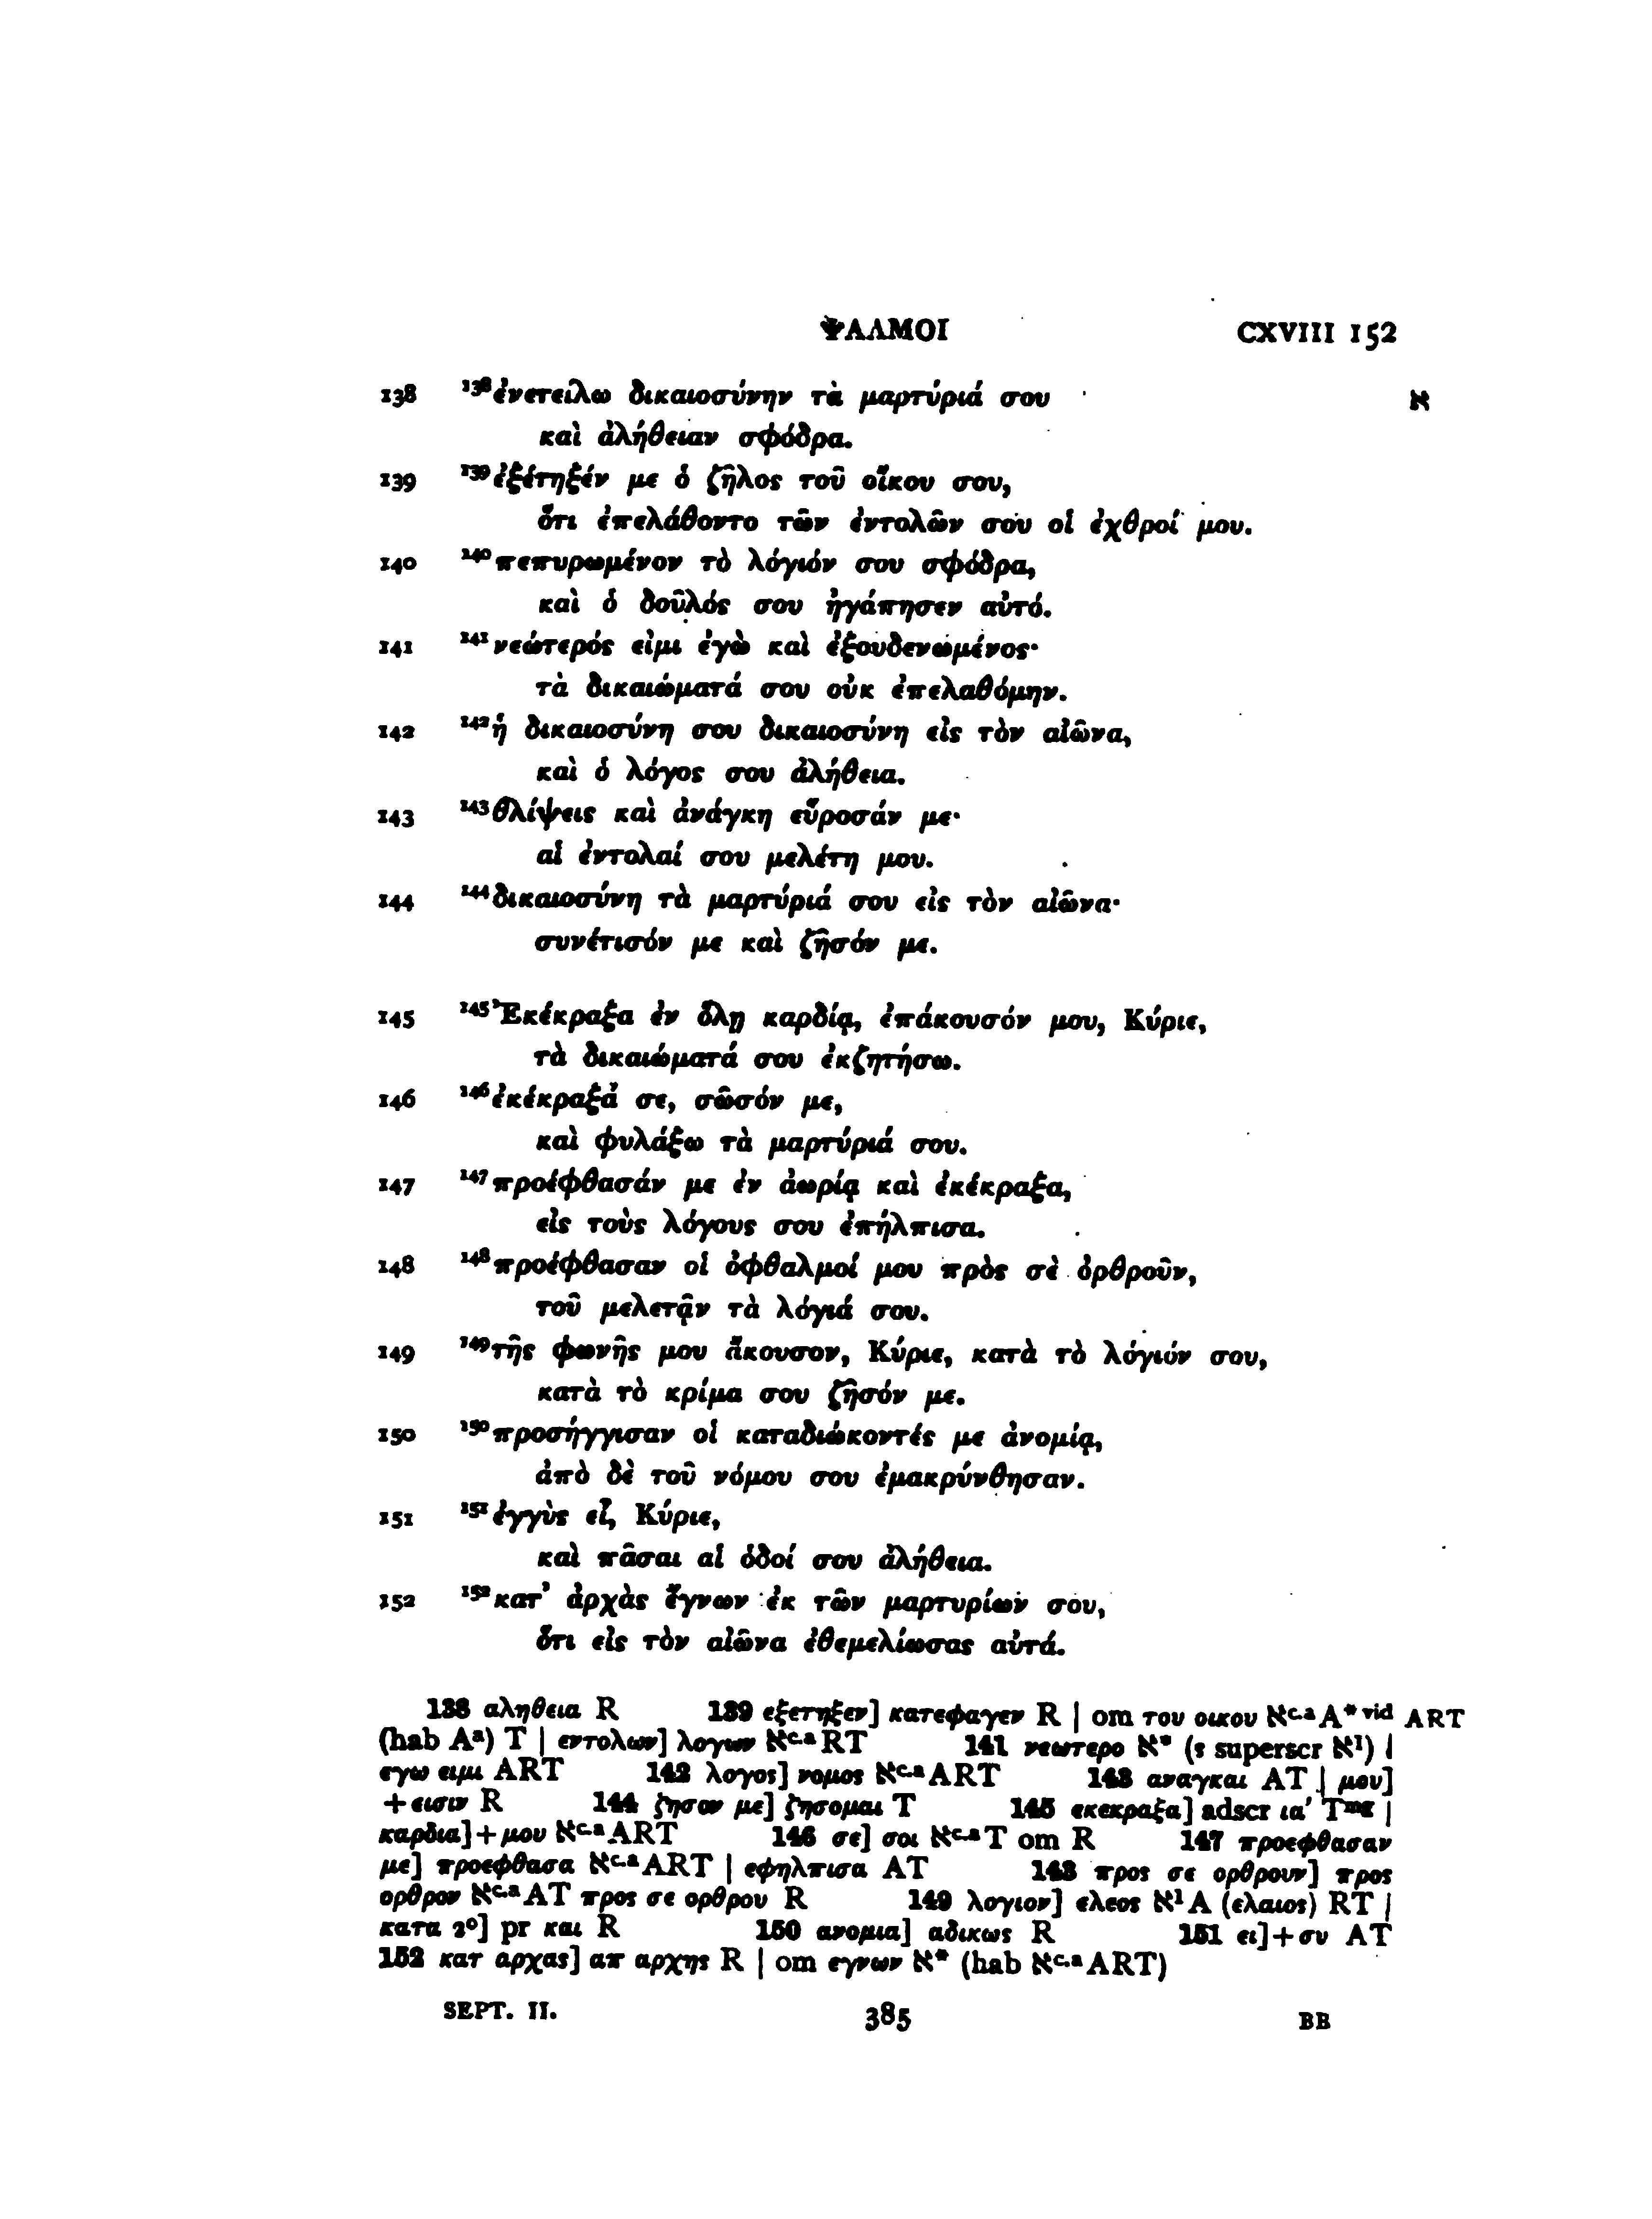 ΨΑΛΜΟΙ CXVIII 152
138 ¹³⁸ἐνετείλω δικαιοσύνην τὰ μαρτύριά σου א
καὶ ἀλήθειαν σφόδρα.
139 ¹³⁹ἐξέτηξέν με ὁ ζῆλος τοῦ οἴκου σου,
ὅτι ἐπελάθοντο τῶν ἐντολῶν σου οἱ ἐχθροί μου.
140 ¹⁴⁰πεπυρωμένον τὸ λόγιόν σου σφόδρα,
καὶ ὁ δοῦλός σου ἠγάπησεν αὐτό.
141 ¹⁴¹νεώτερός εἰμι ἐγὼ καὶ ἐξουδενωμένος·
τὰ δικαιώματά σου οὐκ ἐπελαθόμην.
142 ¹⁴²ἡ δικαιοσύνη σου δικαιοσύνη εἰς τὸν αἰῶνα,
καὶ ὁ λόγος σου ἀλήθεια.
143 ¹⁴³θλίψεις καὶ ἀνάγκη εὕροσάν με·
αἱ ἐντολαί σου μελέτη μου.
144 ¹⁴⁴δικαιοσύνη τὰ μαρτύριά σου εἰς τὸν αἰῶνα·
συνέτισόν με καὶ ζῆσόν με.
145 ¹⁴⁵Ἐκέκραξα ἐν ὅλῃ καρδίᾳ, ἐπάκουσόν μου, Κύριε,
τὰ δικαιώματά σου ἐκζητήσω.
146 ¹⁴⁶ἐκέκραξά σε, σῶσόν με,
καὶ φυλάξω τὰ μαρτύριά σου.
147 ¹⁴⁷προέφθασάν με ἐν ἀωρίᾳ καὶ ἐκέκραξα,
εἰς τοὺς λόγους σου ἐπήλπισα.
148 ¹⁴⁸προέφθασαν οἱ ὀφθαλμοί μου πρὸς σὲ ὀρθροῦν,
τοῦ μελετᾷν τὰ λόγιά σου.
149 ¹⁴⁹τῆς φωνῆς μου ἄκουσον, Κύριε, κατὰ τὸ λόγιόν σου,
κατὰ τὸ κρίμα σου ζῆσόν με.
150 ¹⁵⁰προσήγγισαν οἱ καταδιώκοντές με ἀνομίᾳ,
ἀπὸ δὲ τοῦ νόμου σου ἐμακρύνθησαν.
151 ¹⁵¹ἐγγὺς εἶ, Κύριε,
καὶ πᾶσαι αἱ ὁδοί σου ἀλήθεια.
152 ¹⁵²κατ᾽ ἀρχὰς ἔγνων ἐκ τῶν μαρτυρίων σου,
ὅτι εἰς τὸν αἰῶνα ἐθεμελίωσας αὐτά.
138 αληθεια R 139 εξετηξεν] κατεφαγεν R | om του οικου א^c.a A* vid ART
(hab Aᵃ) T | εντολων] λογων א^c.a RT 141 νεωτερο א* (s superscr א¹) |
εγω ειμι ART 142 λογος] νομος א^c.a ART 143 αναγκαι AT | μου]
+εισιν R 144 ζησον με] ζησομαι T 145 εκεκραξα] adscr ια′ T^mg |
καρδια]+μου א^c.a ART 146 σε] σοι א^c.a T om R 147 προεφθασαν
με] προεφθασα א^c.a ART | εφηλπισα AT 148 προς σε ορθρουν] προς
ορθρον א^c.a AT προς σε ορθρου R 149 λογιον] ελεος א¹ A (ελαιος) RT |
κατα 2°] pr και R 150 ανομια] αδικως R 151 ει]+συ AT
152 κατ αρχας] απ αρχης R | om εγνων א* (hab א^c.a ART)
SEPT. II. 385 BB